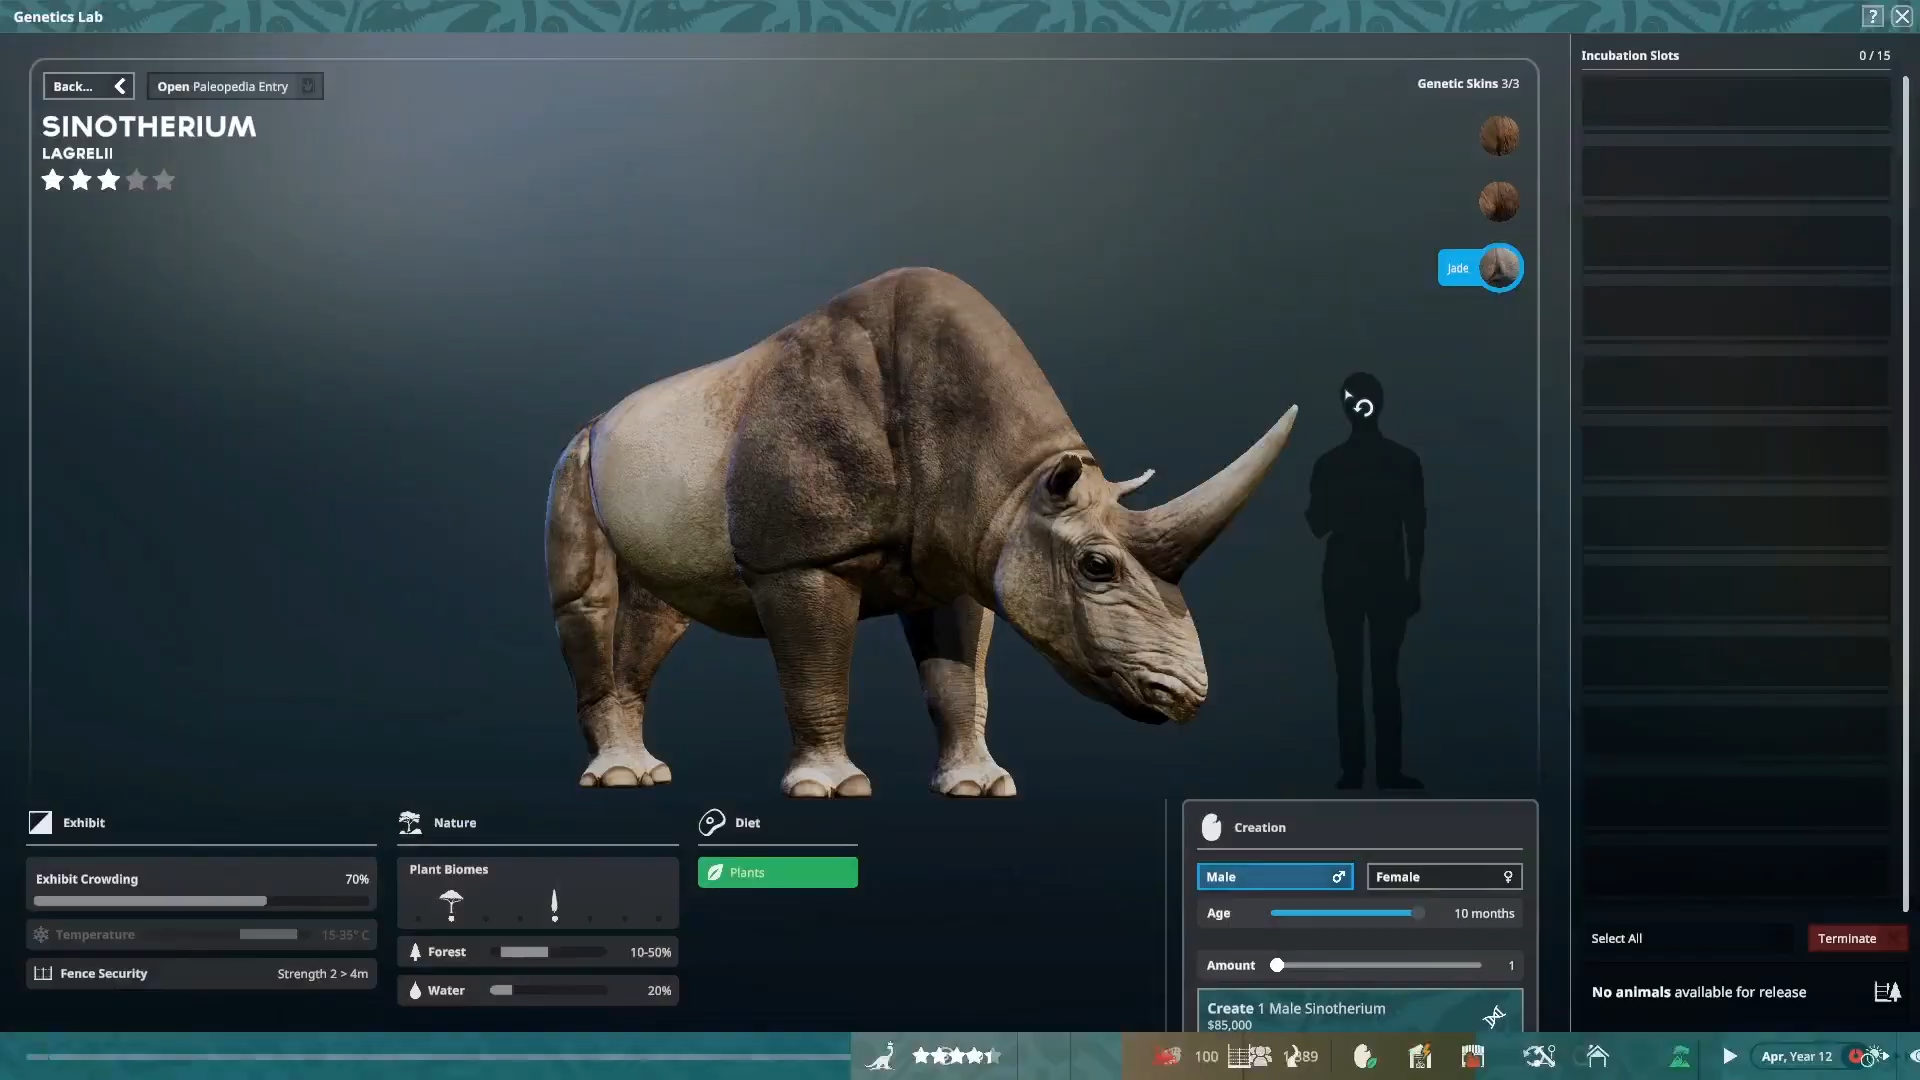 Genetics Lab
?
Back...
Open Paleopedia Entry
Genetic Skins 3/3
Incubation Slots
0 / 15
SINOTHERIUM
LAGRELII
Jade
Exhibit
Nature
Diet
Creation
Exhibit Crowding
70%
Plant Biomes
Plants
Male
Female
Age
10 months
Temperature
15-35° C
Forest
10-50%
Select All
Terminate
Fence Security
Strength 2 > 4m
Water
20%
Amount
1
No animals available for release
Create 1 Male Sinotherium
$85,000
100
Apr, Year 12